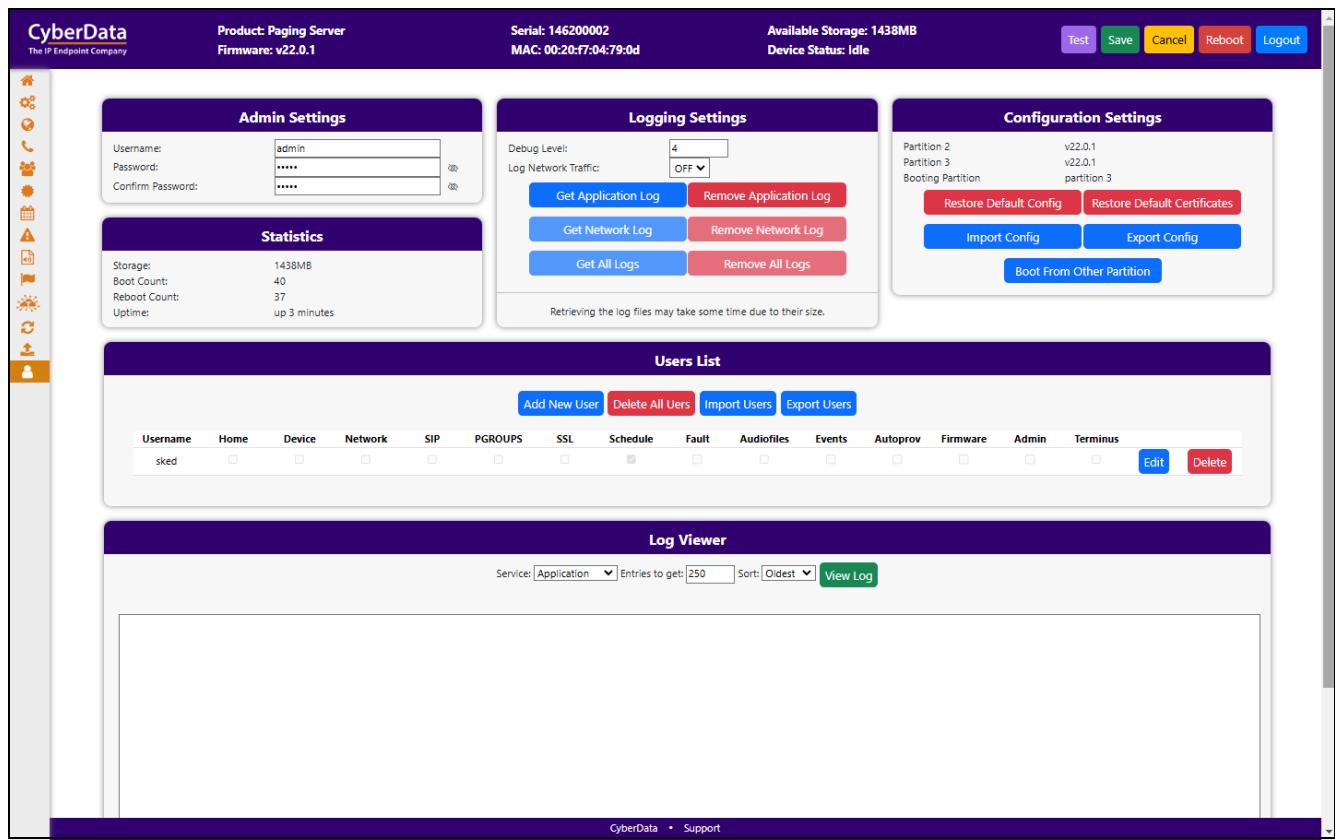 CyberData
The IP Endpoint Company
Product: Paging Server
Firmware: v22.0.1
Serial: 146200002
MAC: 00:20:f7:04:79:0d
Available Storage: 1438MB
Device Status: Idle
Test Save Cancel Reboot Logout
Admin Settings
Username: admin
Password: •••••
Confirm Password: •••••
Statistics
Storage: 1438MB
Boot Count: 40
Reboot Count: 37
Uptime: up 3 minutes
Logging Settings
Debug Level: 4
Log Network Traffic: OFF
Get Application Log Remove Application Log
Get Network Log Remove Network Log
Get All Logs Remove All Logs
Retrieving the log files may take some time due to their size.
Configuration Settings
Partition 2 v22.0.1
Partition 3 v22.0.1
Booting Partition partition 3
Restore Default Config Restore Default Certificates
Import Config Export Config
Boot From Other Partition
Users List
Add New User Delete All Uers Import Users Export Users
Username Home Device Network SIP PGROUPS SSL Schedule Fault Audiofiles Events Autoprov Firmware Admin Terminus
sked Edit Delete
Log Viewer
Service: Application Entries to get: 250 Sort: Oldest View Log
CyberData • Support